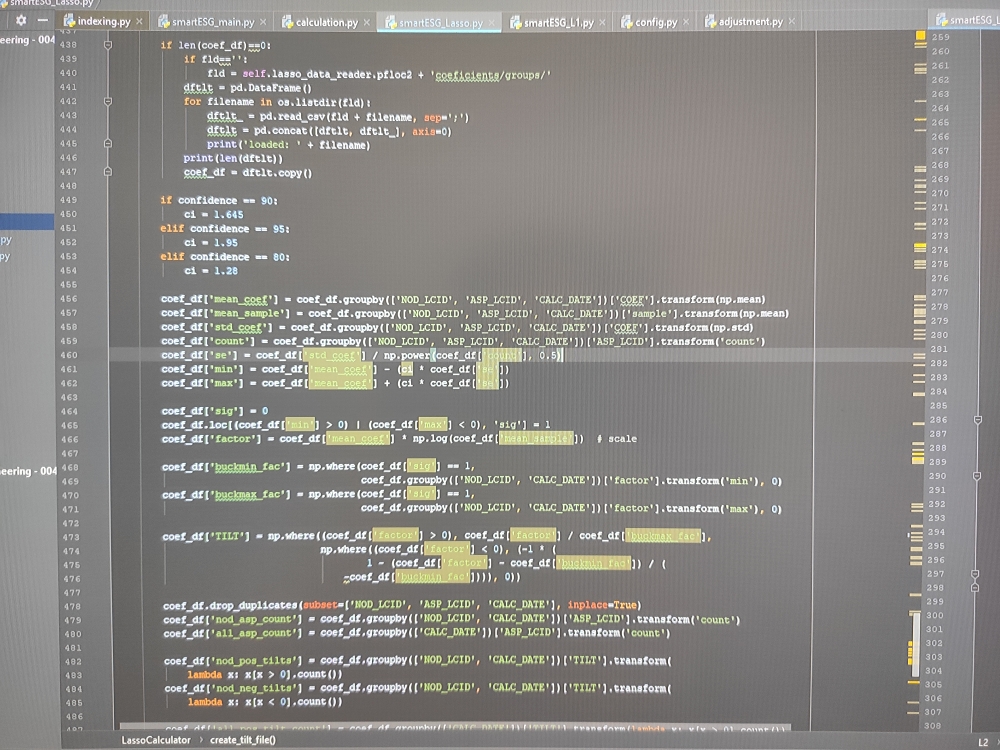 smartESG_Lasso.py
indexing.py × smartESG_main.py × calculation.py × smartESG_Lasso.py × smartESG_L1.py × config.py × adjustment.py × smartESG_L
eering - 004
437
438 if len(coef_df)==0:
439 if fld=='':
440 fld = self.lasso_data_reader.pfloc2 + 'coeficients/groups/'
441 dftlt = pd.DataFrame()
442 for filename in os.listdir(fld):
443 dftlt_ = pd.read_csv(fld + filename, sep=';')
444 dftlt = pd.concat([dftlt, dftlt_], axis=0)
445 print('loaded: ' + filename)
446 print(len(dftlt))
447 coef_df = dftlt.copy()
448
449 if confidence == 90:
450 ci = 1.645
451 elif confidence == 95:
452 ci = 1.95
453 elif confidence == 80:
454 ci = 1.28
455
456 coef_df['mean_coef'] = coef_df.groupby(['NOD_LCID', 'ASP_LCID', 'CALC_DATE'])['COEF'].transform(np.mean)
457 coef_df['mean_sample'] = coef_df.groupby(['NOD_LCID', 'ASP_LCID', 'CALC_DATE'])['sample'].transform(np.mean)
458 coef_df['std_coef'] = coef_df.groupby(['NOD_LCID', 'ASP_LCID', 'CALC_DATE'])['COEF'].transform(np.std)
459 coef_df['count'] = coef_df.groupby(['NOD_LCID', 'ASP_LCID', 'CALC_DATE'])['ASP_LCID'].transform('count')
460 coef_df['se'] = coef_df['std_coef'] / np.power(coef_df['count'], 0.5)
461 coef_df['min'] = coef_df['mean_coef'] - (ci * coef_df['se'])
462 coef_df['max'] = coef_df['mean_coef'] + (ci * coef_df['se'])
463
464 coef_df['sig'] = 0
465 coef_df.loc[(coef_df['min'] > 0) | (coef_df['max'] < 0), 'sig'] = 1
466 coef_df['factor'] = coef_df['mean_coef'] * np.log(coef_df['mean_sample']) # scale
467
468 coef_df['buckmin_fac'] = np.where(coef_df['sig'] == 1,
469 coef_df.groupby(['NOD_LCID', 'CALC_DATE'])['factor'].transform('min'), 0)
470 coef_df['buckmax_fac'] = np.where(coef_df['sig'] == 1,
471 coef_df.groupby(['NOD_LCID', 'CALC_DATE'])['factor'].transform('max'), 0)
472
473 coef_df['TILT'] = np.where((coef_df['factor'] > 0), coef_df['factor'] / coef_df['buckmax_fac'],
474 np.where((coef_df['factor'] < 0), (-1 * (
475 1 - (coef_df['factor'] - coef_df['buckmin_fac']) / (
476 -coef_df['buckmin_fac']))), 0))
477
478 coef_df.drop_duplicates(subset=['NOD_LCID', 'ASP_LCID', 'CALC_DATE'], inplace=True)
479 coef_df['nod_asp_count'] = coef_df.groupby(['NOD_LCID', 'CALC_DATE'])['ASP_LCID'].transform('count')
480 coef_df['all_asp_count'] = coef_df.groupby(['CALC_DATE'])['ASP_LCID'].transform('count')
481
482 coef_df['nod_pos_tilts'] = coef_df.groupby(['NOD_LCID', 'CALC_DATE'])['TILT'].transform(
483 lambda x: x[x > 0].count())
484 coef_df['nod_neg_tilts'] = coef_df.groupby(['NOD_LCID', 'CALC_DATE'])['TILT'].transform(
485 lambda x: x[x < 0].count())
486
487
py
py
eering - 004
259
260
261
262
263
264
265
266
267
268
269
270
271
272
273
274
275
276
277
278
279
280
281
282
283
284
285
286
287
288
289
290
291
292
293
294
295
296
297
298
299
300
301
302
303
304
305
306
307
308
LassoCalculator › create_tilt_file()
L2